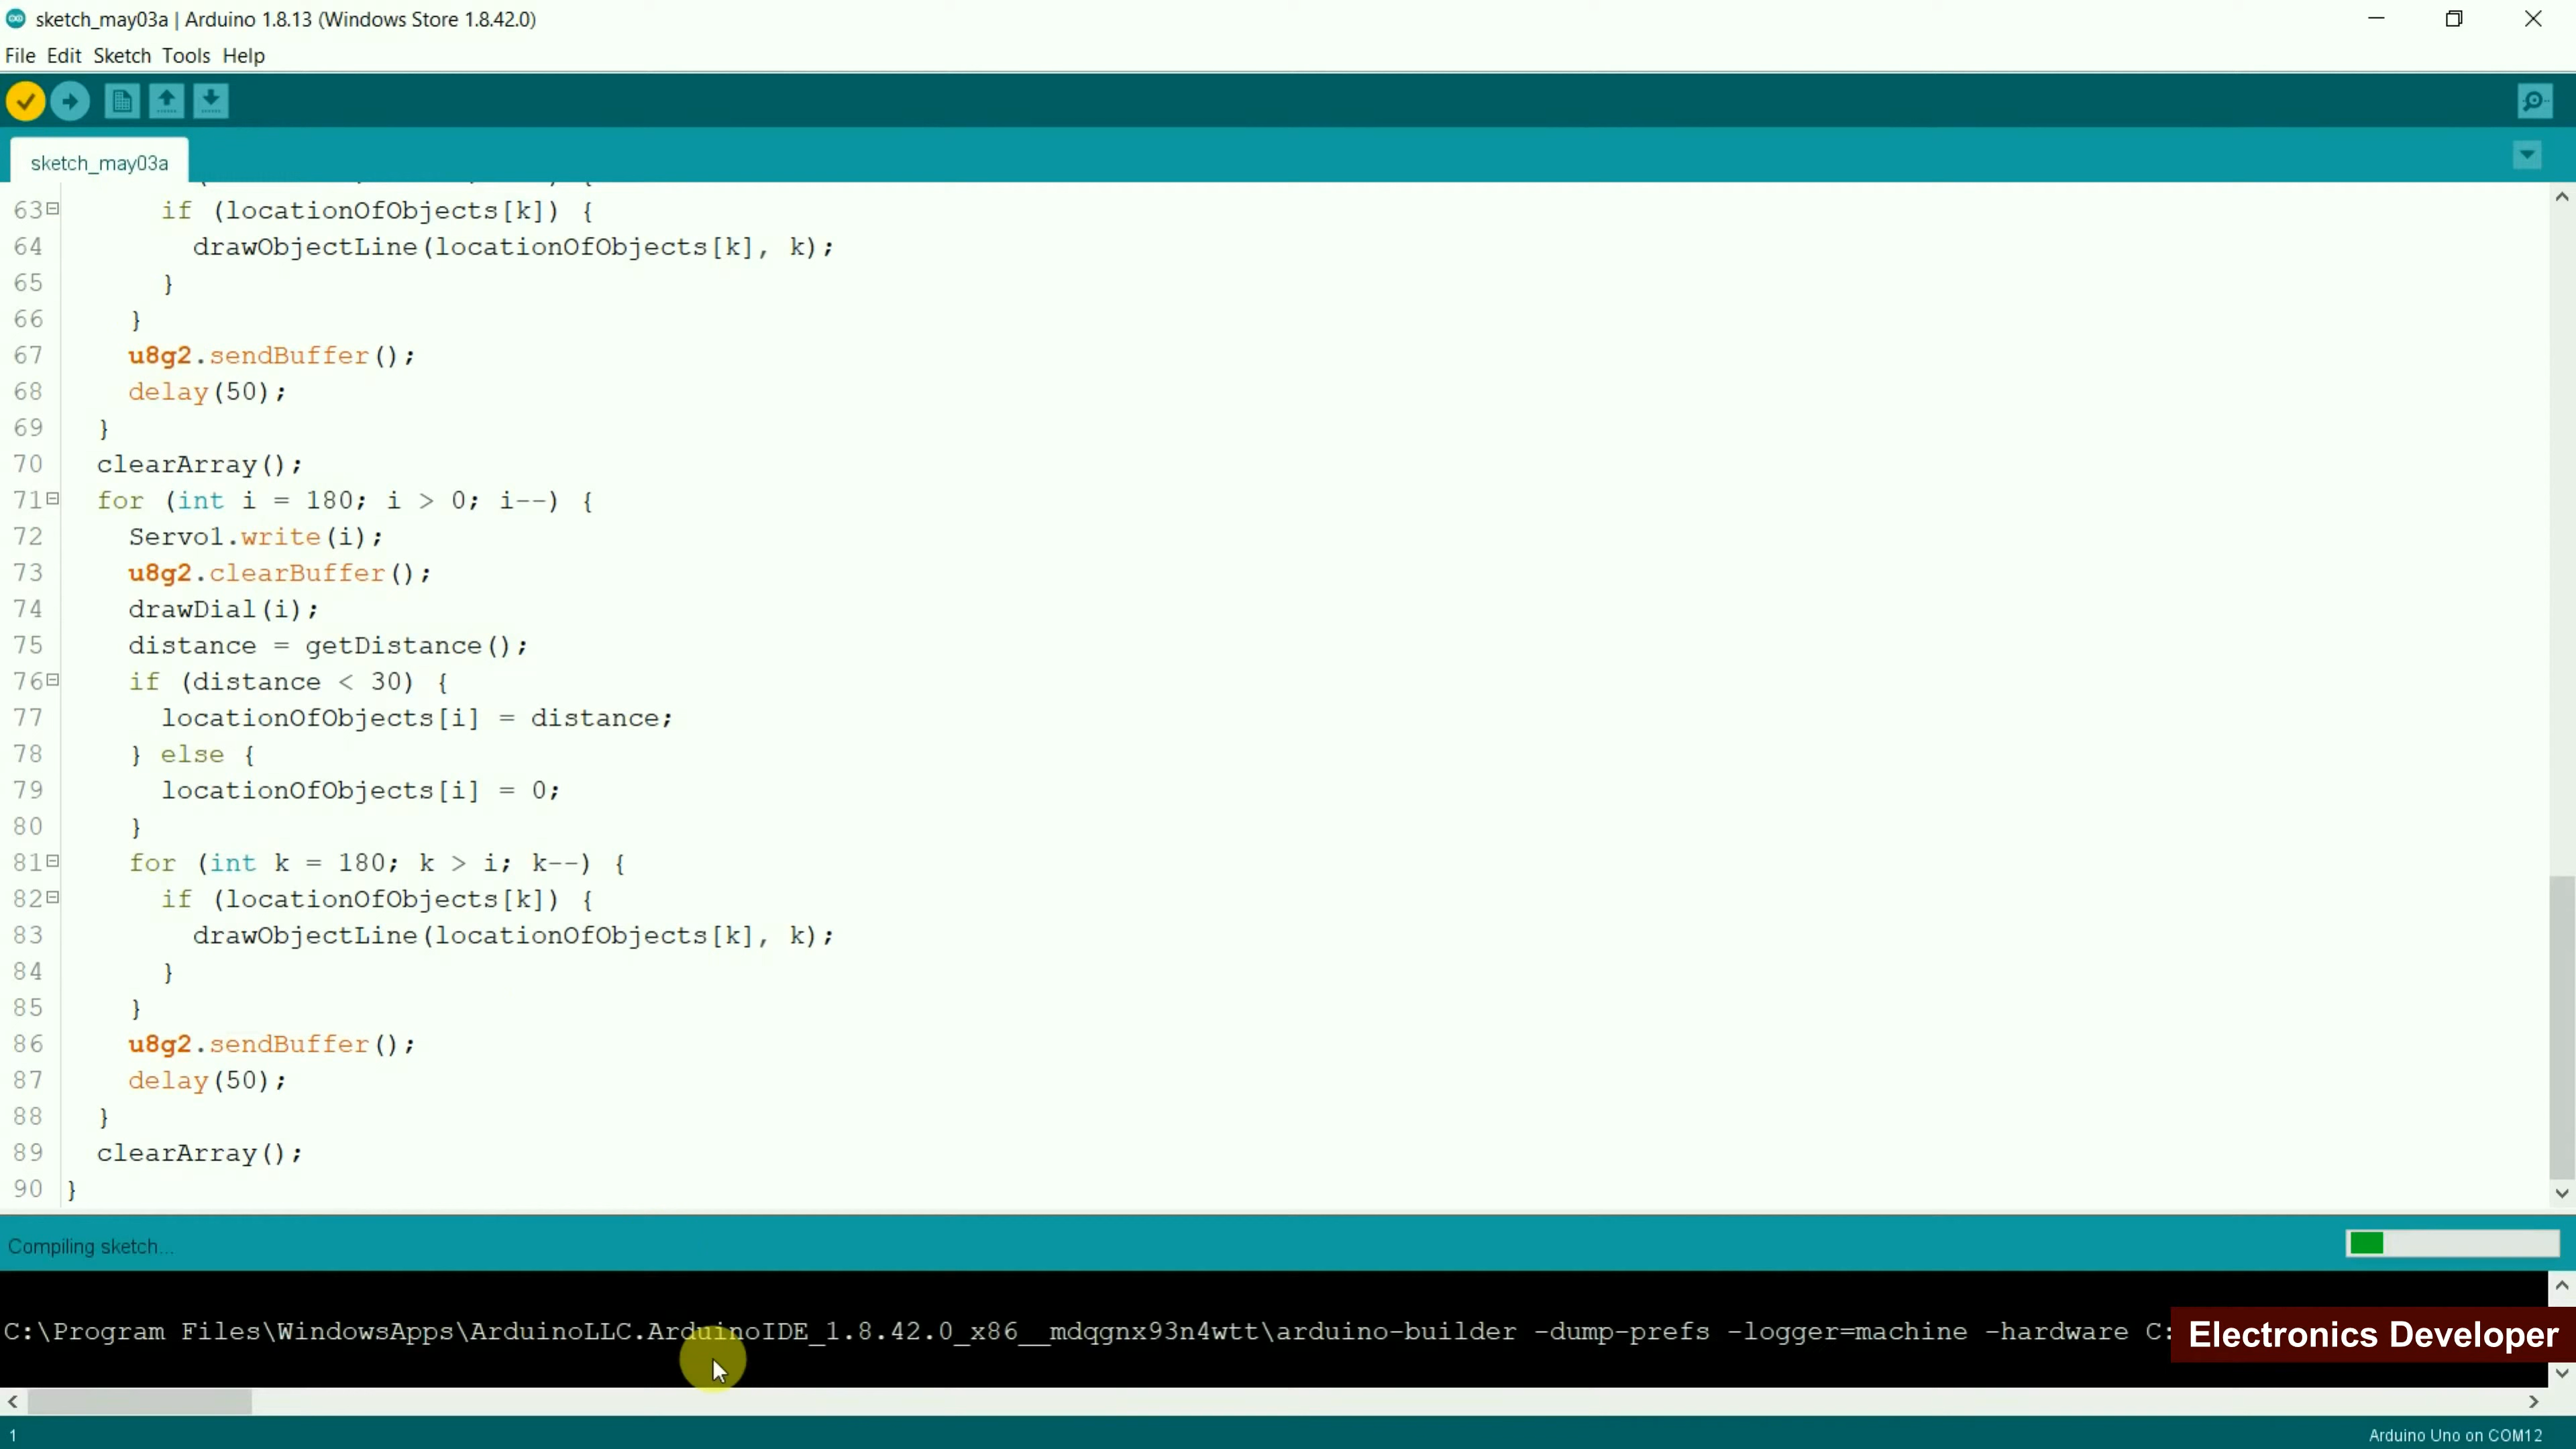 sketch_may03a | Arduino 1.8.13 (Windows Store 1.8.42.0)
File Edit Sketch Tools Help
sketch_may03a
63 if (locationOfObjects[k]) {
64 drawObjectLine(locationOfObjects[k], k);
65 }
66 }
67 u8g2.sendBuffer();
68 delay(50);
69 }
70 clearArray();
71 for (int i = 180; i > 0; i--) {
72 Servo1.write(i);
73 u8g2.clearBuffer();
74 drawDial(i);
75 distance = getDistance();
76 if (distance < 30) {
77 locationOfObjects[i] = distance;
78 } else {
79 locationOfObjects[i] = 0;
80 }
81 for (int k = 180; k > i; k--) {
82 if (locationOfObjects[k]) {
83 drawObjectLine(locationOfObjects[k], k);
84 }
85 }
86 u8g2.sendBuffer();
87 delay(50);
88 }
89 clearArray();
90 }
Compiling sketch...
C:\Program Files\WindowsApps\ArduinoLLC.ArduinoIDE_1.8.42.0_x86__mdqgnx93n4wtt\arduino-builder -dump-prefs -logger=machine -hardware C:
Electronics Developer
1
Arduino Uno on COM12